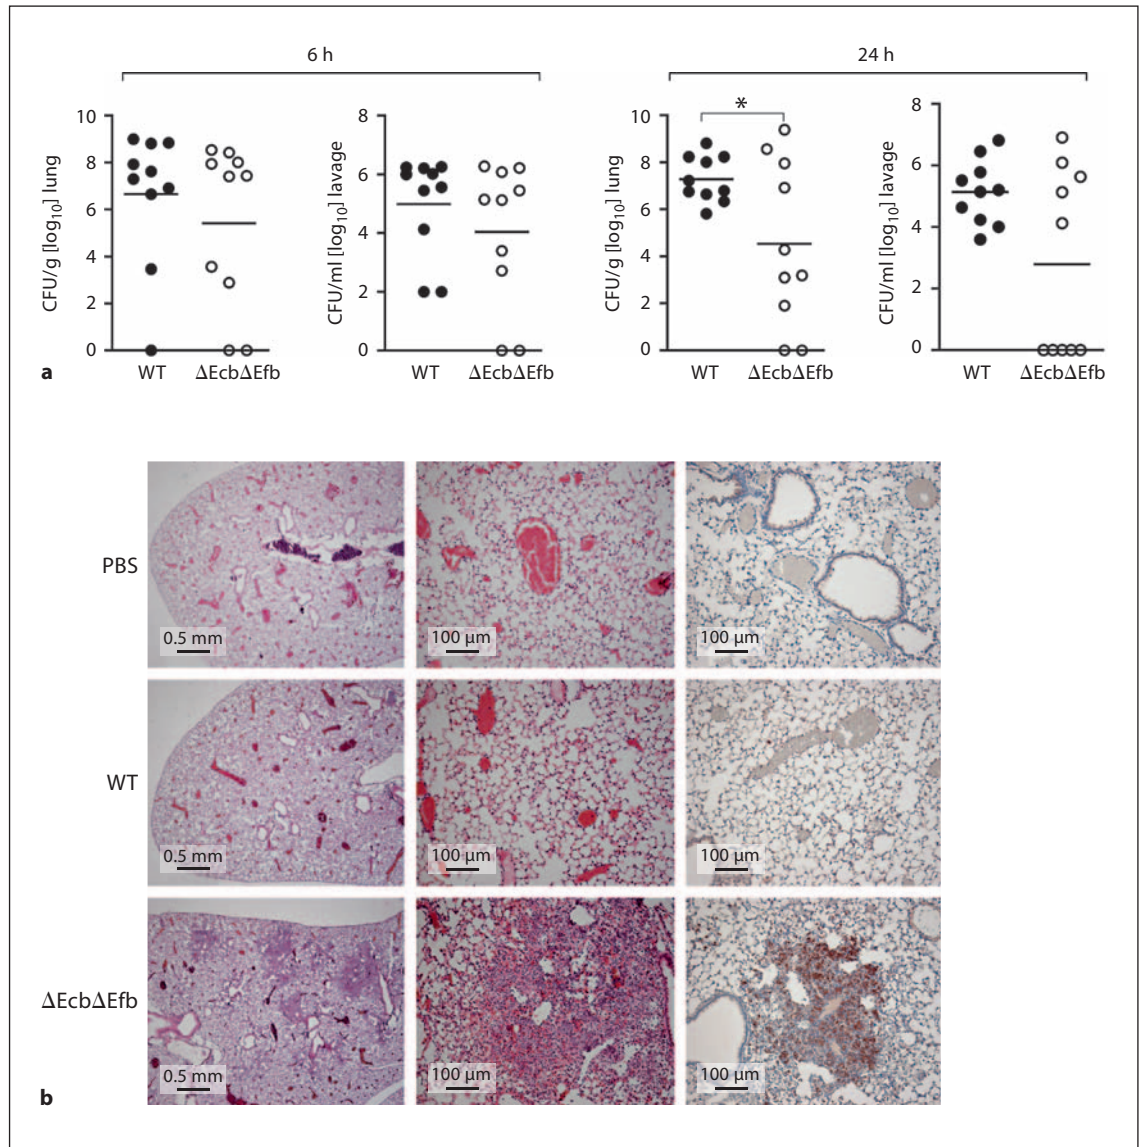 6 h
24 h
CFU/g [log10] lung
10
8
6
4
2
0
WT
ΔEcbΔEfb
CFU/ml [log10] lavage
8
6
4
2
0
WT
ΔEcbΔEfb
CFU/g [log10] lung
10
8
6
4
2
0
*
WT
ΔEcbΔEfb
CFU/ml [log10] lavage
8
6
4
2
0
WT
ΔEcbΔEfb
a
PBS
0.5 mm
100 µm
100 µm
WT
0.5 mm
100 µm
100 µm
ΔEcbΔEfb
0.5 mm
100 µm
100 µm
b